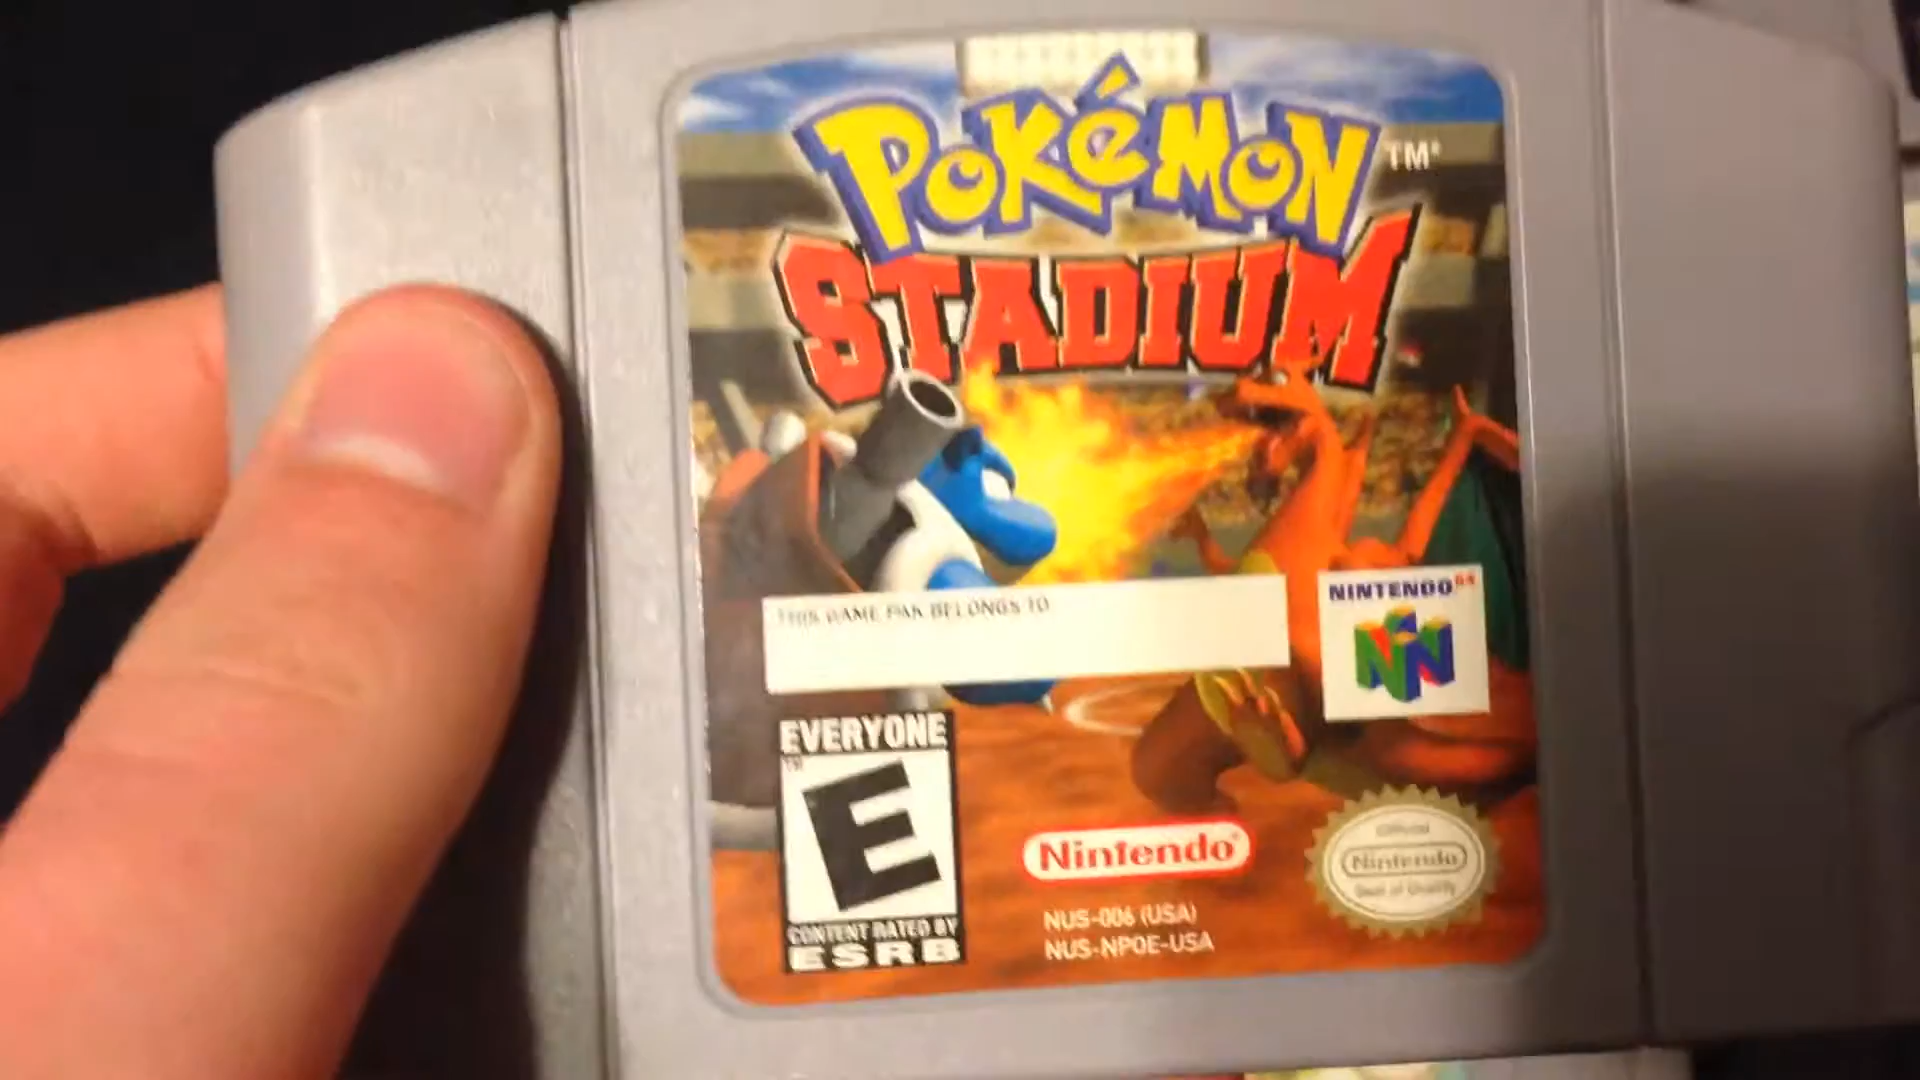 POKéMON TM®
STADIUM
THIS GAME PAK BELONGS TO
NINTENDO64
EVERYONE
TM
E
CONTENT RATED BY
ESRB
Nintendo®
NUS-006 (USA)
NUS-NPOE-USA
Official
Nintendo
Seal of Quality